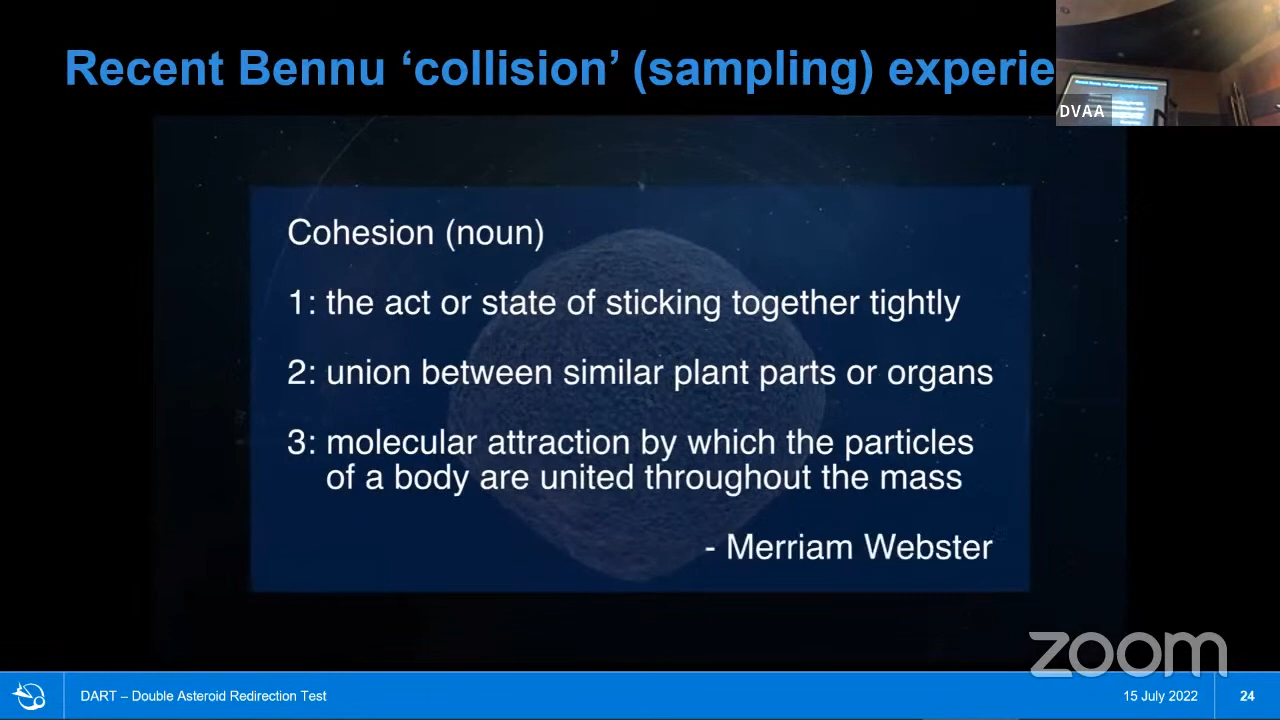 Recent Bennu ‘collision’ (sampling) experie
DVAA
Cohesion (noun)
1: the act or state of sticking together tightly
2: union between similar plant parts or organs
3: molecular attraction by which the particles
of a body are united throughout the mass
- Merriam Webster
zoom
DART – Double Asteroid Redirection Test
15 July 2022
24